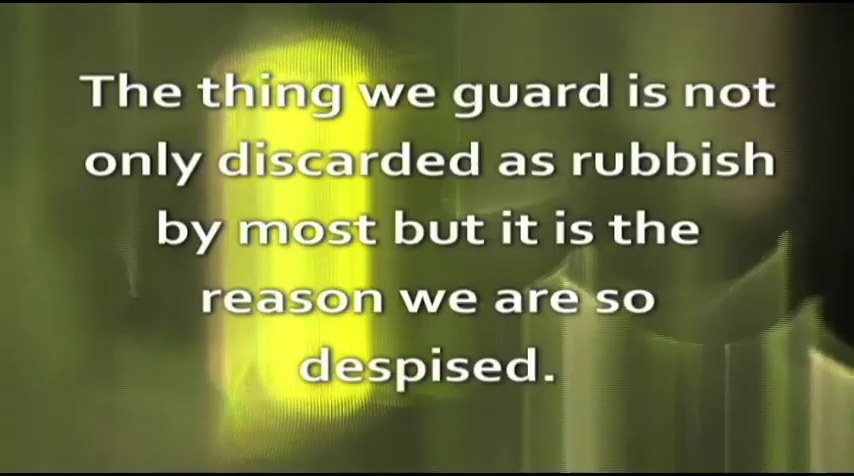 The thing we guard is not
only discarded as rubbish
by most but it is the
reason we are so
despised.